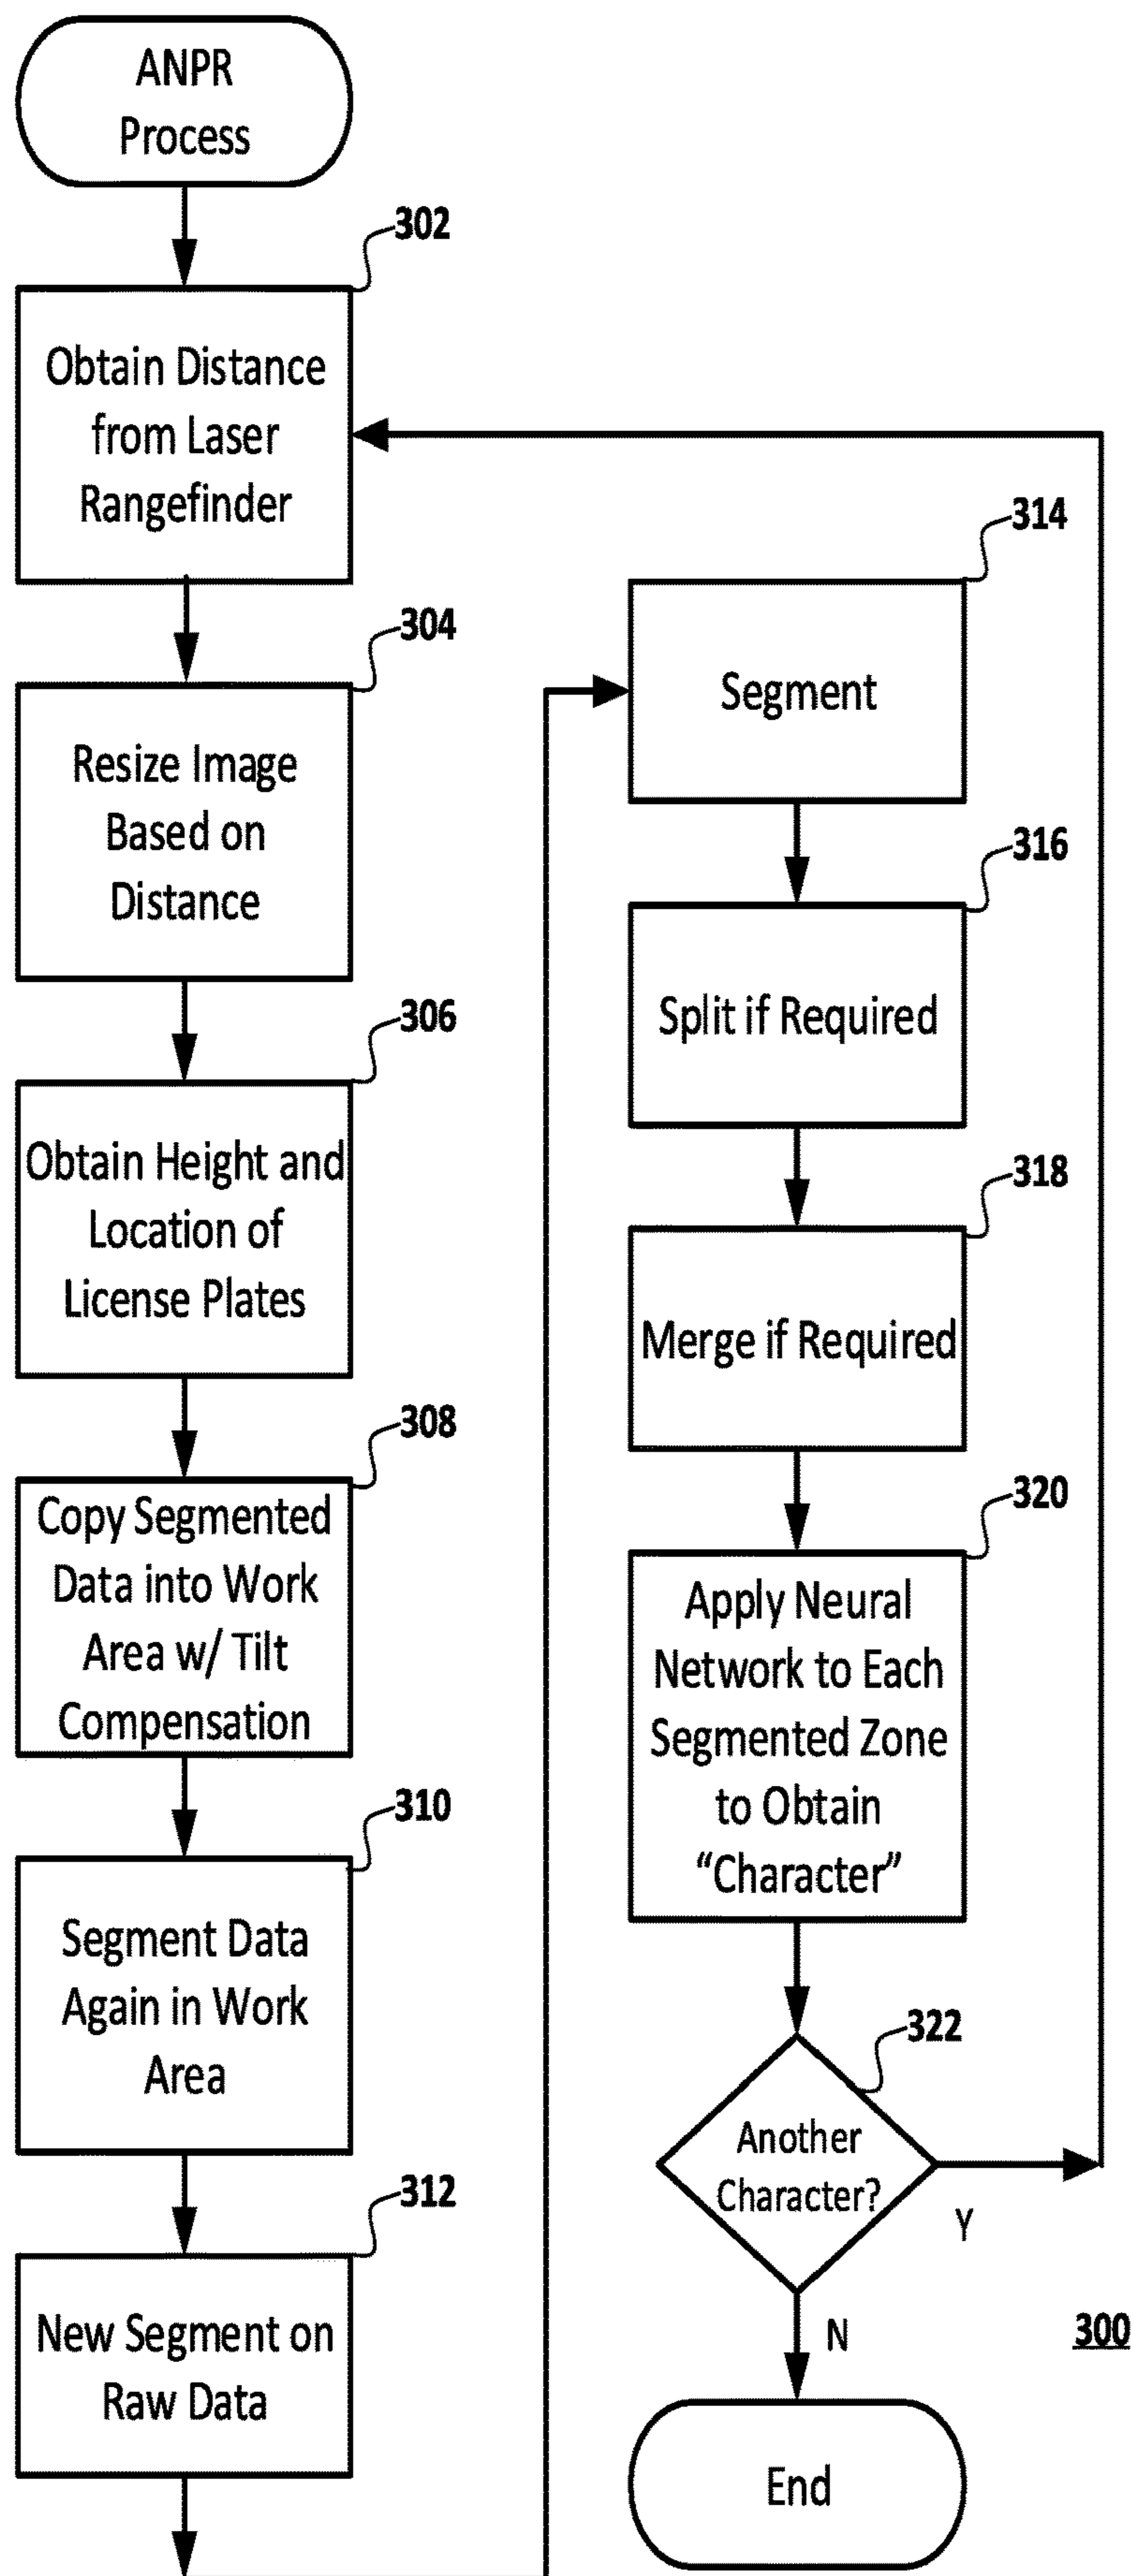 ANPR
Process
302
Obtain Distance
from Laser
Rangefinder
304
Resize Image
Based on
Distance
306
Obtain Height and
Location of
License Plates
308
Copy Segmented
Data into Work
Area w/ Tilt
Compensation
310
Segment Data
Again in Work
Area
312
New Segment on
Raw Data
314
Segment
316
Split if Required
318
Merge if Required
320
Apply Neural
Network to Each
Segmented Zone
to Obtain
“Character”
322
Another
Character?
Y
N
300
End